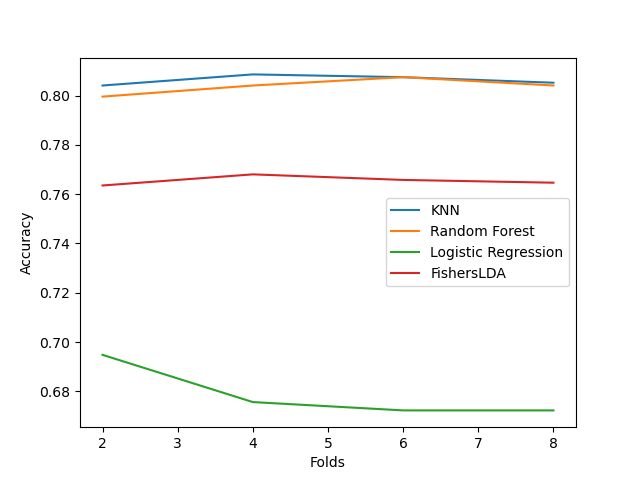 0.80
0.78
0.76
0.74
0.72
0.70
0.68
Accuracy
KNN
Random Forest
Logistic Regression
FishersLDA
2 3 4 5 6 7 8
Folds